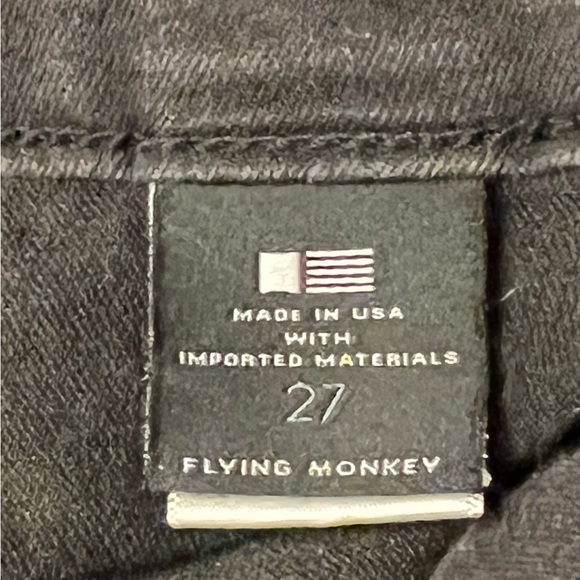 MADE IN USA
WITH
IMPORTED MATERIALS
27
FLYING MONKEY